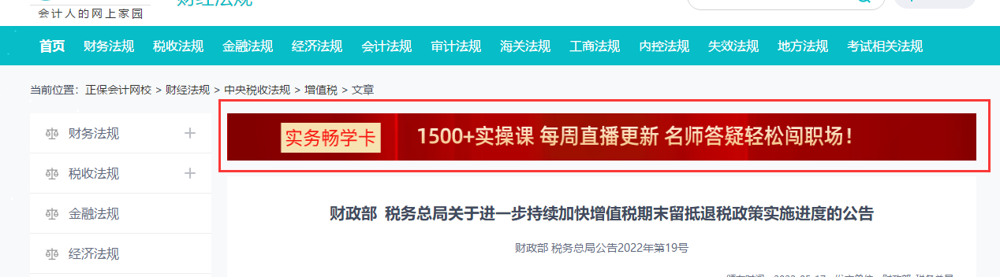 会计人的网上家园
财经法规
首页 财务法规 税收法规 金融法规 经济法规 会计法规 审计法规 海关法规 工商法规 内控法规 失效法规 地方法规 考试相关法规
当前位置：正保会计网校 > 财经法规 > 中央税收法规 > 增值税 > 文章
财务法规
税收法规
金融法规
经济法规
实务畅学卡 1500+实操课 每周直播更新 名师答疑轻松闯职场！
财政部 税务总局关于进一步持续加快增值税期末留抵退税政策实施进度的公告
财政部 税务总局公告2022年第19号